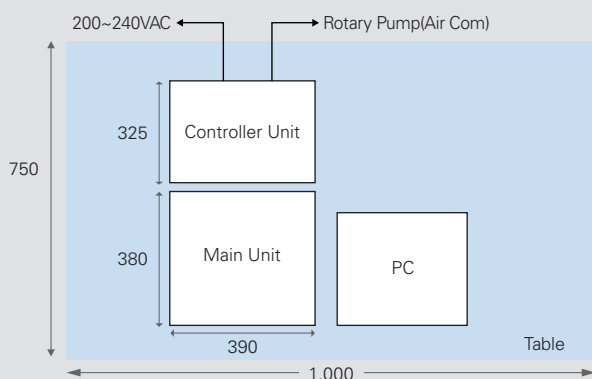 200~240VAC
Rotary Pump(Air Com)
325
Controller Unit
750
380
Main Unit
PC
390
Table
1,000